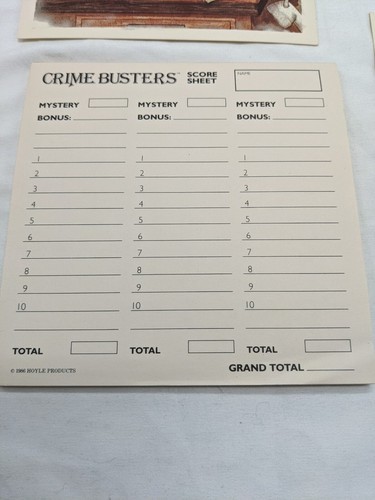 CRIME BUSTERS™ SCORE SHEET NAME
MYSTERY MYSTERY MYSTERY
BONUS: BONUS: BONUS:
1 1 1
2 2 2
3 3 3
4 4 4
5 5 5
6 6 6
7 7 7
8 8 8
9 9 9
10 10 10
TOTAL TOTAL TOTAL
© 1986 HOYLE PRODUCTS GRAND TOTAL